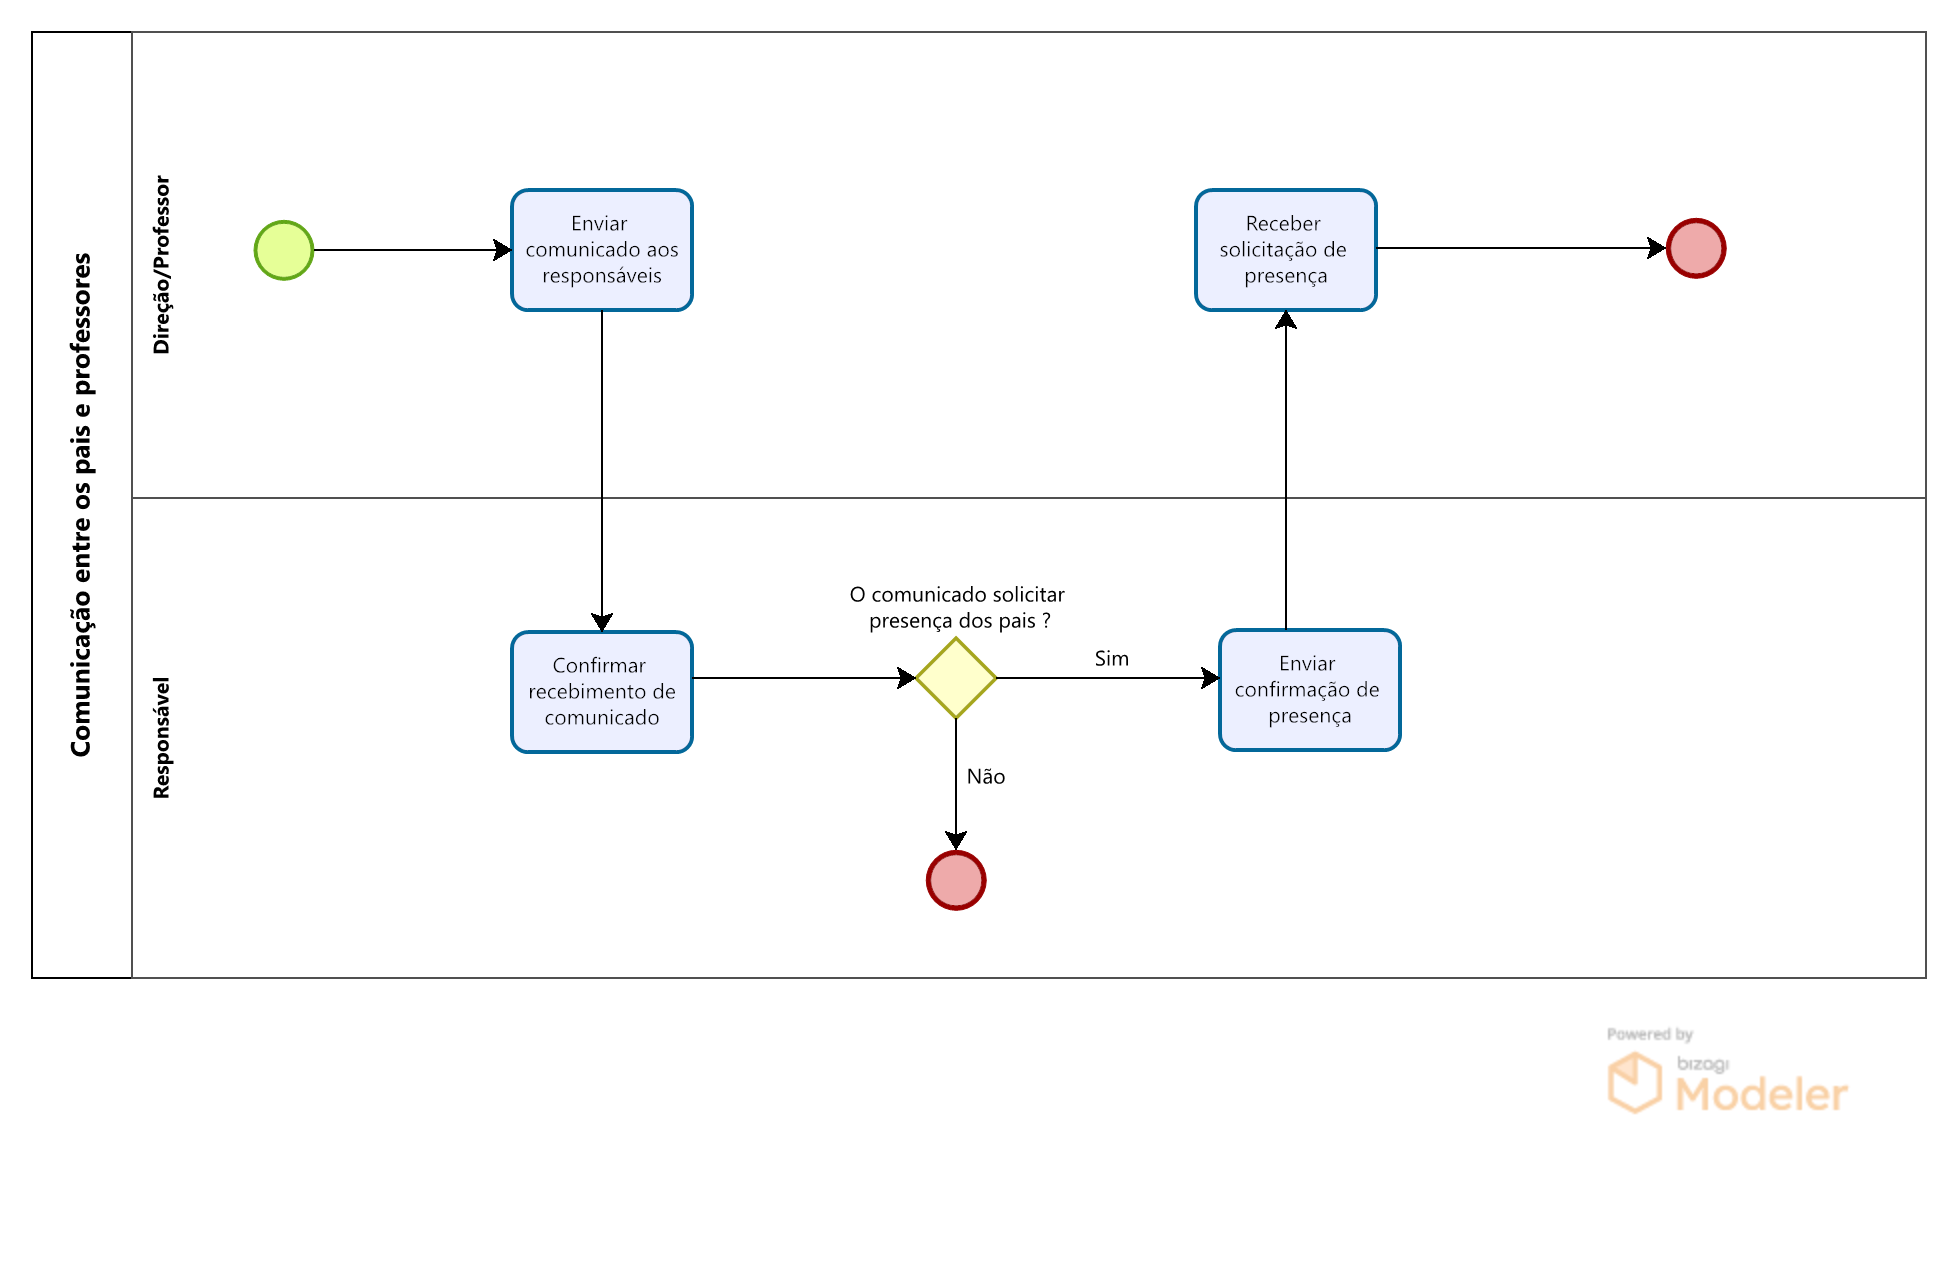 Comunicação entre os pais e professores
Direção/Professor
Enviar
comunicado aos
responsáveis
Receber
solicitação de
presença
Responsável
Confirmar
recebimento de
comunicado
O comunicado solicitar
presença dos pais ?
Sim
Não
Enviar
confirmação de
presença
Powered by
bizagi
Modeler